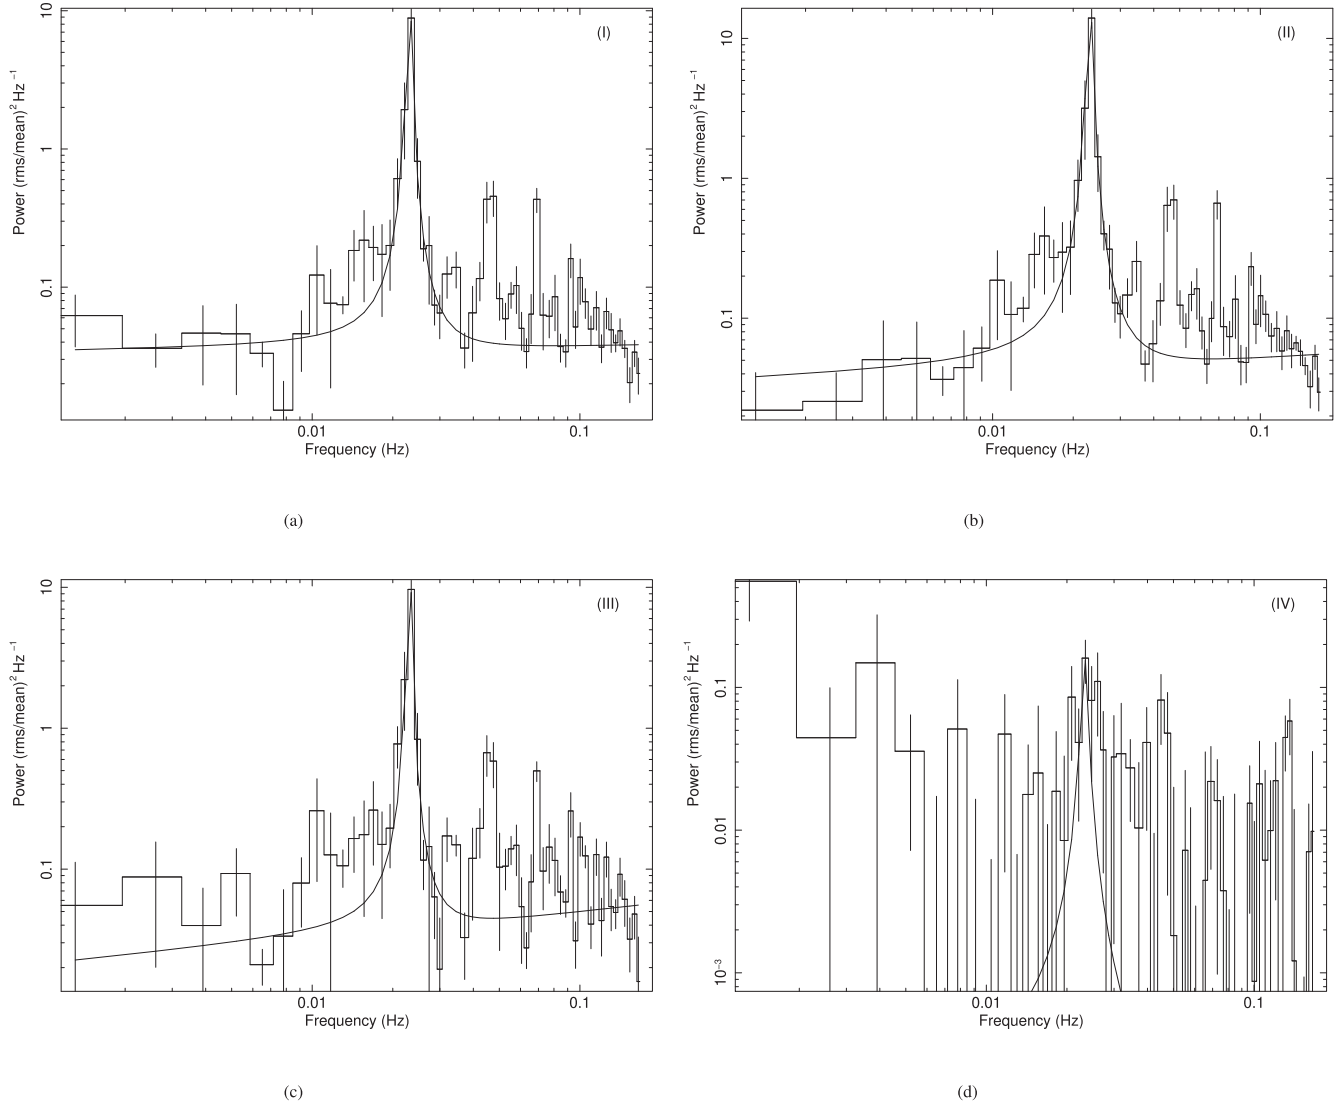 (I)
Power (rms/mean)² Hz⁻¹
10
1
0.1
0.01 0.1
Frequency (Hz)
(a)
(II)
Power (rms/mean)² Hz⁻¹
10
1
0.1
0.01 0.1
Frequency (Hz)
(b)
(III)
Power (rms/mean)² Hz⁻¹
10
1
0.1
0.01 0.1
Frequency (Hz)
(c)
(IV)
Power (rms/mean)² Hz⁻¹
0.1
0.01
10⁻³
0.01 0.1
Frequency (Hz)
(d)